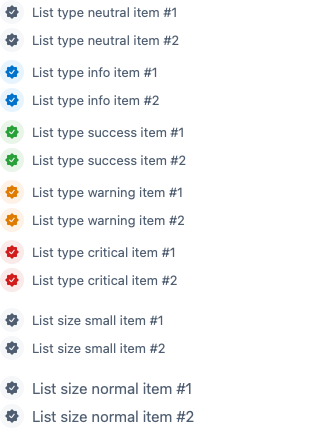 List type neutral item #1
List type neutral item #2
List type info item #1
List type info item #2
List type success item #1
List type success item #2
List type warning item #1
List type warning item #2
List type critical item #1
List type critical item #2
List size small item #1
List size small item #2
List size normal item #1
List size normal item #2